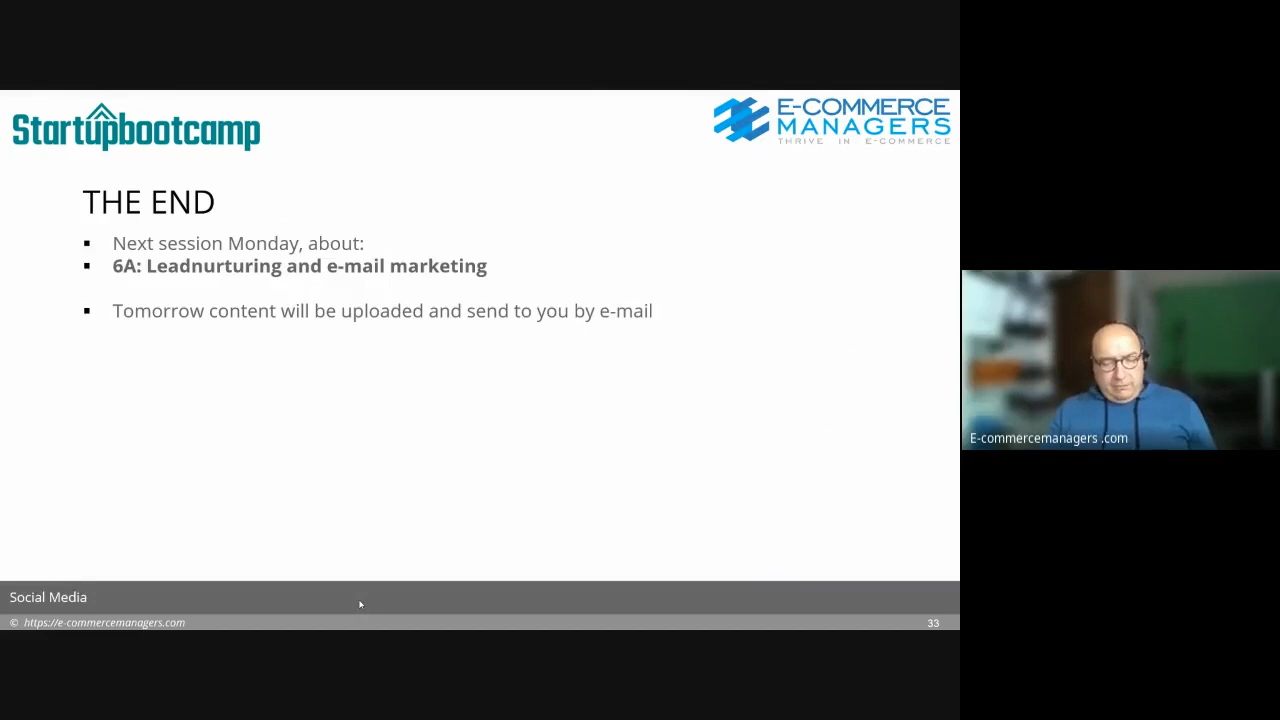 Startupbootcamp
E-COMMERCE
MANAGERS
THRIVE IN E-COMMERCE
THE END
Next session Monday, about:
6A: Leadnurturing and e-mail marketing
Tomorrow content will be uploaded and send to you by e-mail
E-commercemanagers .com
Social Media
© https://e-commercemanagers.com
33